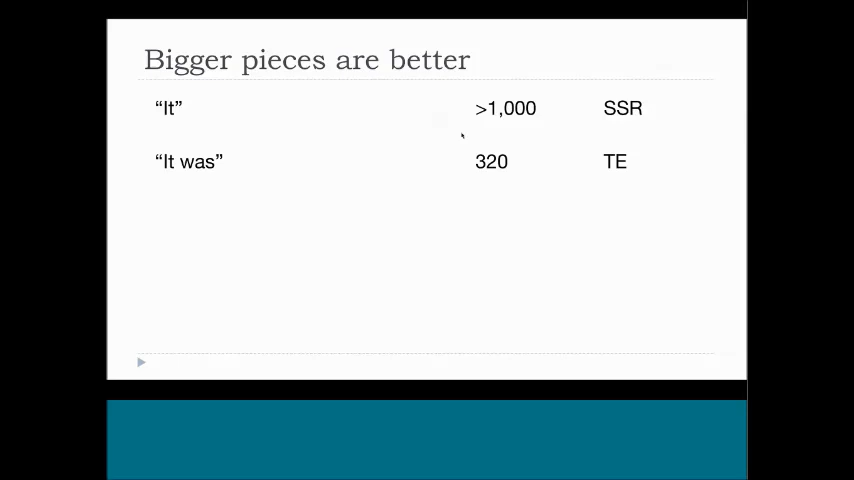 Bigger pieces are better
“It” >1,000 SSR
“It was” 320 TE